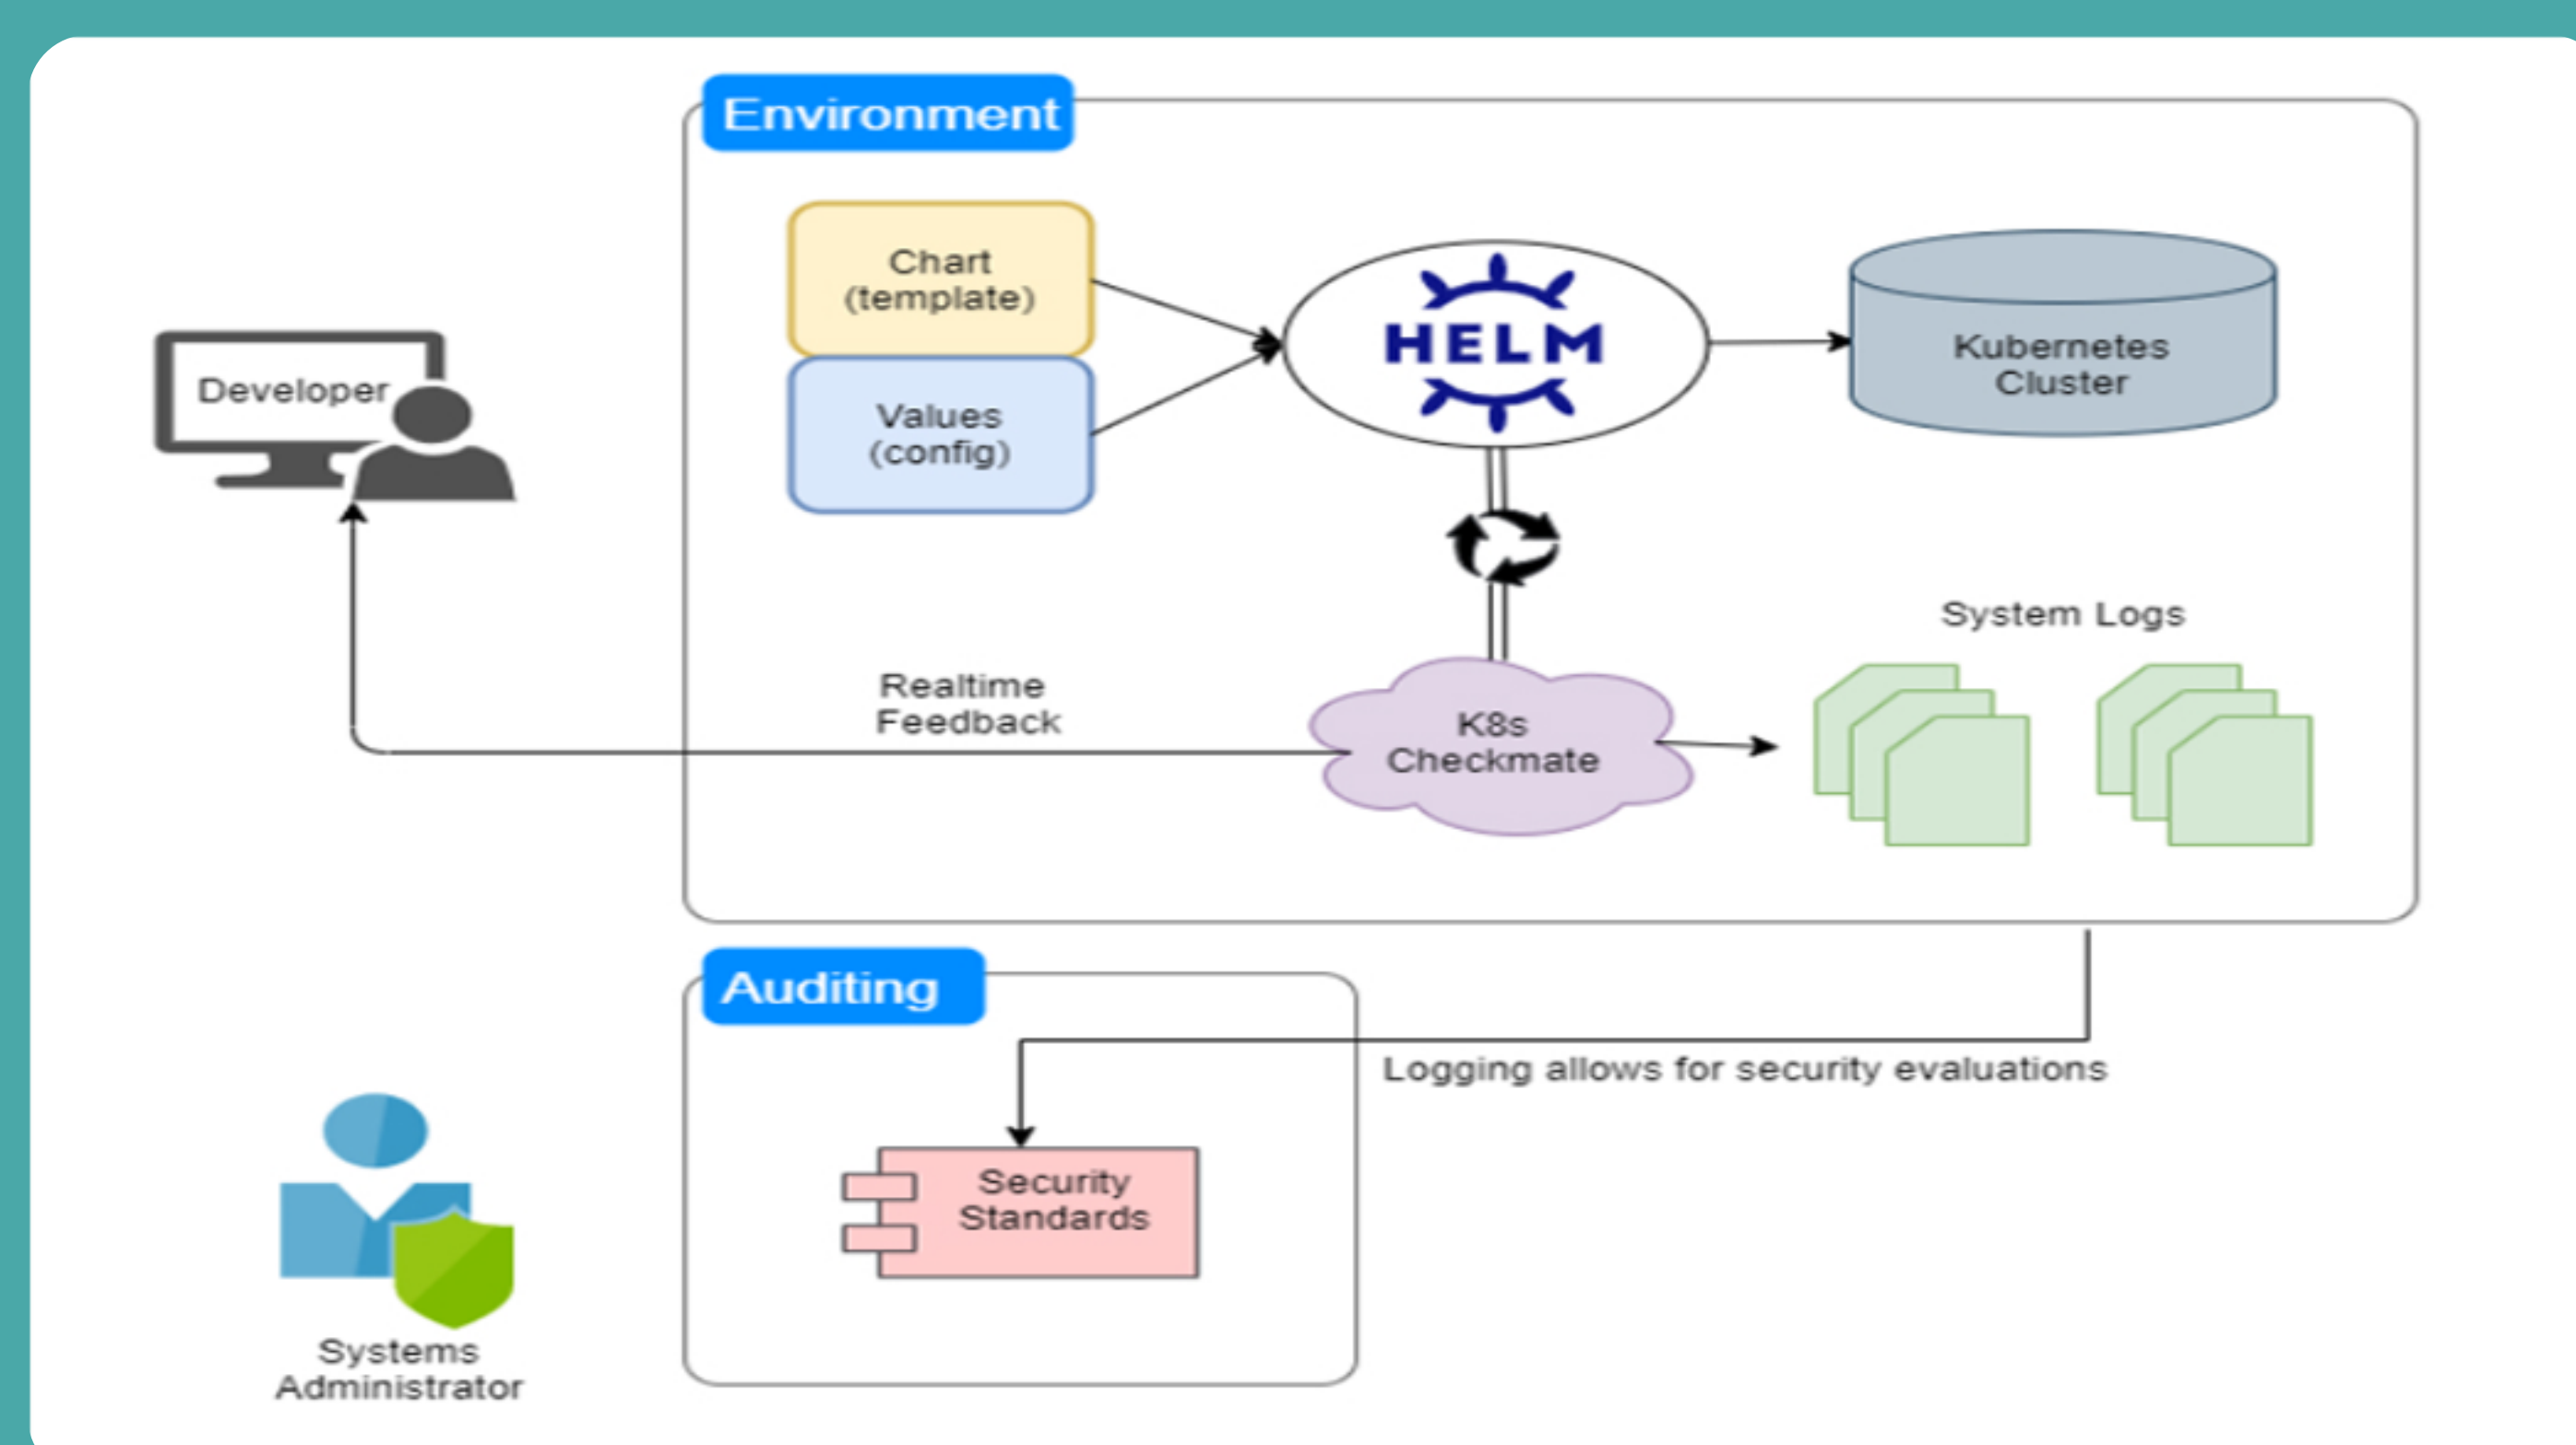 Environment
Chart
(template)
Values
(config)
HELM
Kubernetes
Cluster
Developer
System Logs
Realtime
Feedback
K8s
Checkmate
Auditing
Logging allows for security evaluations
Security
Standards
Systems
Administrator